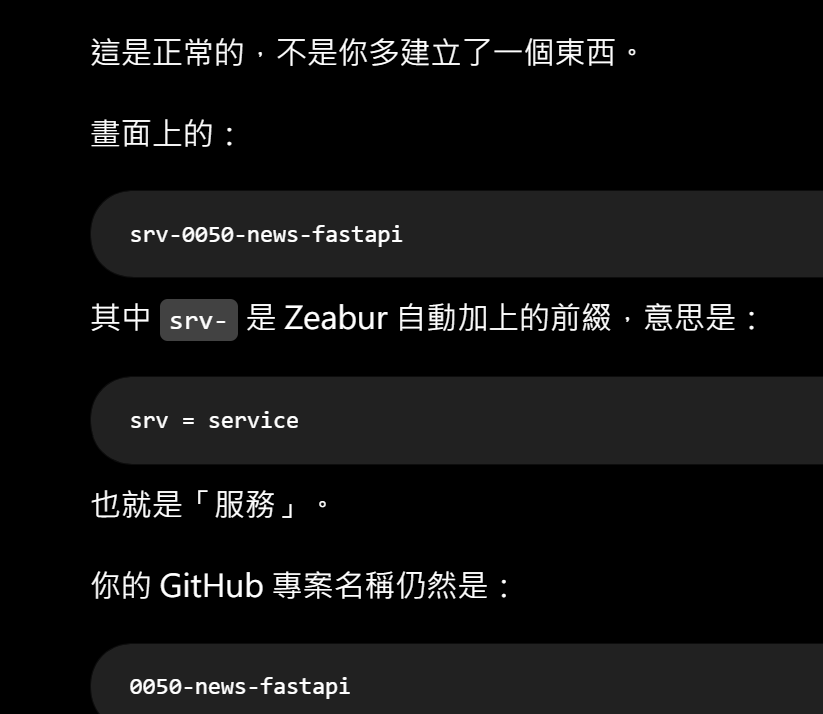 這是正常的，不是你多建立了一個東西。
畫面上的：
srv-0050-news-fastapi
其中 srv- 是 Zeabur 自動加上的前綴，意思是：
srv = service
也就是「服務」。
你的 GitHub 專案名稱仍然是：
0050-news-fastapi